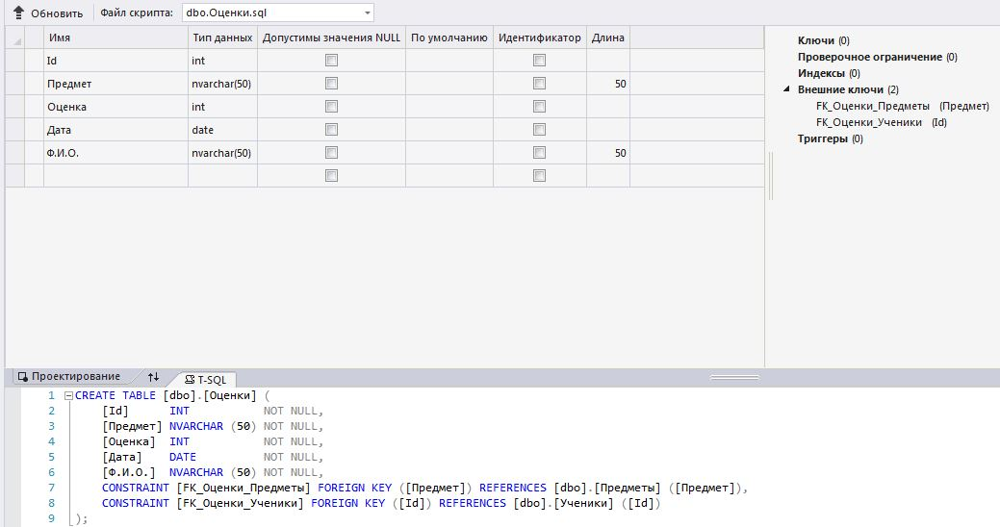 Обновить Файл скрипта: dbo.Оценки.sql
Имя Тип данных Допустимы значения NULL По умолчанию Идентификатор Длина
Id int
Предмет nvarchar(50) 50
Оценка int
Дата date
Ф.И.О. nvarchar(50) 50
Ключи (0)
Проверочное ограничение (0)
Индексы (0)
Внешние ключи (2)
FK_Оценки_Предметы (Предмет)
FK_Оценки_Ученики (Id)
Триггеры (0)
Проектирование T-SQL
1 CREATE TABLE [dbo].[Оценки] (
2 [Id] INT NOT NULL,
3 [Предмет] NVARCHAR (50) NOT NULL,
4 [Оценка] INT NOT NULL,
5 [Дата] DATE NOT NULL,
6 [Ф.И.О.] NVARCHAR (50) NOT NULL,
7 CONSTRAINT [FK_Оценки_Предметы] FOREIGN KEY ([Предмет]) REFERENCES [dbo].[Предметы] ([Предмет]),
8 CONSTRAINT [FK_Оценки_Ученики] FOREIGN KEY ([Id]) REFERENCES [dbo].[Ученики] ([Id])
9 );